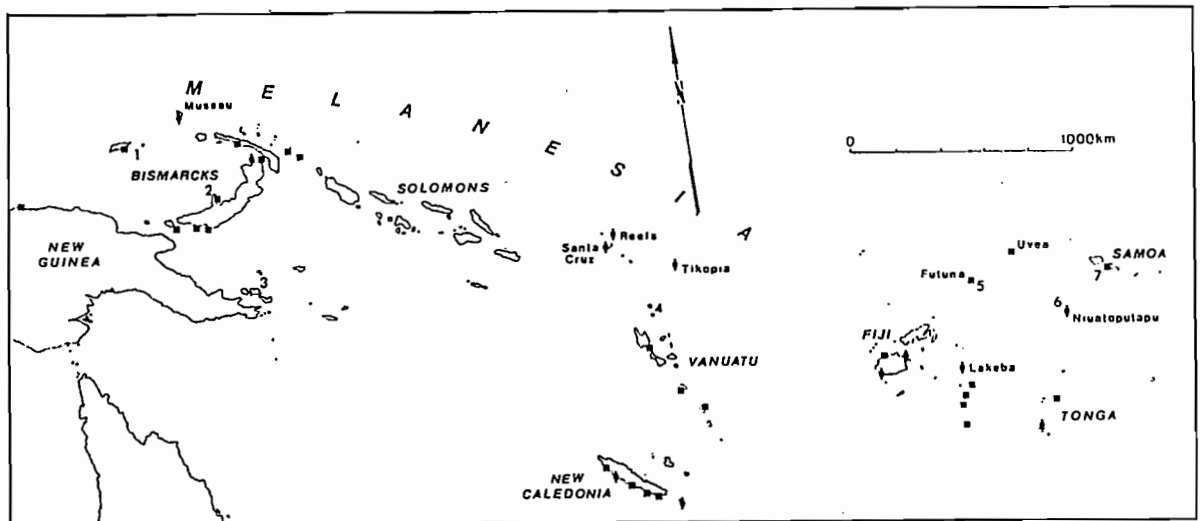 MELANESIA
Mussau
0 1000km
1
BISMARCKS
2
SOLOMONS
NEW
GUINEA
3
Reefs
Santa
Cruz
Tikopia
Uvea
SAMOA
7
Futuna
5
4
6
Niuatoputapu
FIJI
VANUATU
Lakeba
TONGA
NEW
CALEDONIA